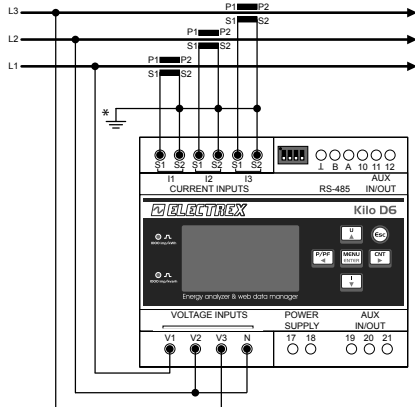 L3
P1 P2
S1 S2
L2
P1 P2
S1 S2
L1
P1 P2
S1 S2
*
S1 S2 S1 S2 S1 S2
I1 I2 I3
CURRENT INPUTS
⊥ B A 10 11 12
RS-485
AUX
IN/OUT
ELECTREX
Kilo D6
U
Esc
P/PF
MENU
ENTER
CNT
I
Energy analyzer & web data manager
VOLTAGE INPUTS
V1 V2 V3 N
POWER
SUPPLY
17 18
AUX
IN/OUT
19 20 21